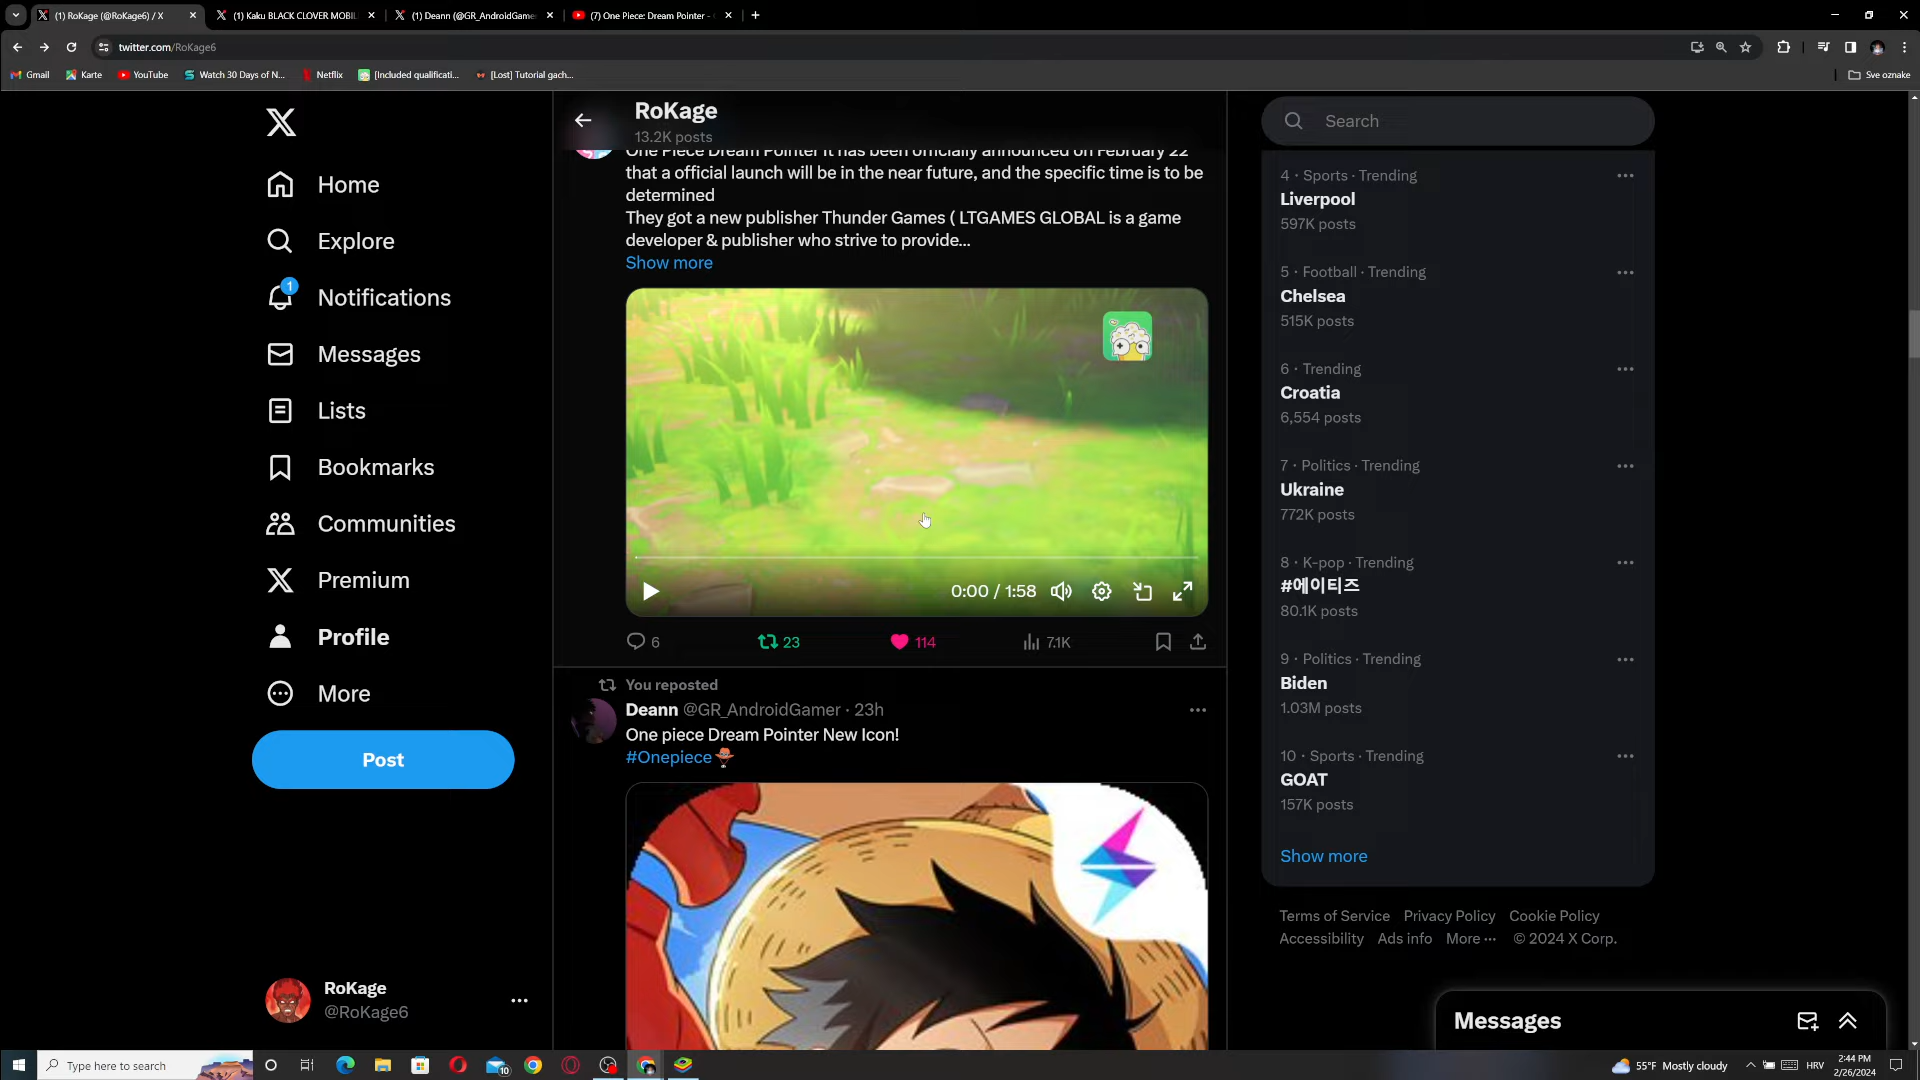 (1) RoKage (@RoKage6) / X
(1) Kaku BLACK CLOVER MOBIL
(1) Deann (@GR_AndroidGame
(7) One Piece: Dream Pointer -
twitter.com/RoKage6
Gmail
Karte
YouTube
Watch 30 Days of N...
Netflix
[Included qualificati...
[Lost] Tutorial gach...
Sve oznake
RoKage
13.2K posts
Search
Home
Explore
1
Notifications
Messages
Lists
Bookmarks
Communities
Premium
Profile
More
Post
RoKage
@RoKage6
One Piece Dream Pointer It has been officially announced on February 22
that a official launch will be in the near future, and the specific time is to be
determined
They got a new publisher Thunder Games ( LTGAMES GLOBAL is a game
developer & publisher who strive to provide...
Show more
0:00 / 1:58
6
23
114
7.1K
You reposted
Deann @GR_AndroidGamer · 23h
One piece Dream Pointer New Icon!
#Onepiece
4 · Sports · Trending
Liverpool
597K posts
5 · Football · Trending
Chelsea
515K posts
6 · Trending
Croatia
6,554 posts
7 · Politics · Trending
Ukraine
772K posts
8 · K-pop · Trending
#에이티즈
80.1K posts
9 · Politics · Trending
Biden
1.03M posts
10 · Sports · Trending
GOAT
157K posts
Show more
Terms of Service Privacy Policy Cookie Policy
Accessibility Ads info More ··· © 2024 X Corp.
Messages
Type here to search
10
55°F Mostly cloudy
HRV
2:44 PM
2/26/2024